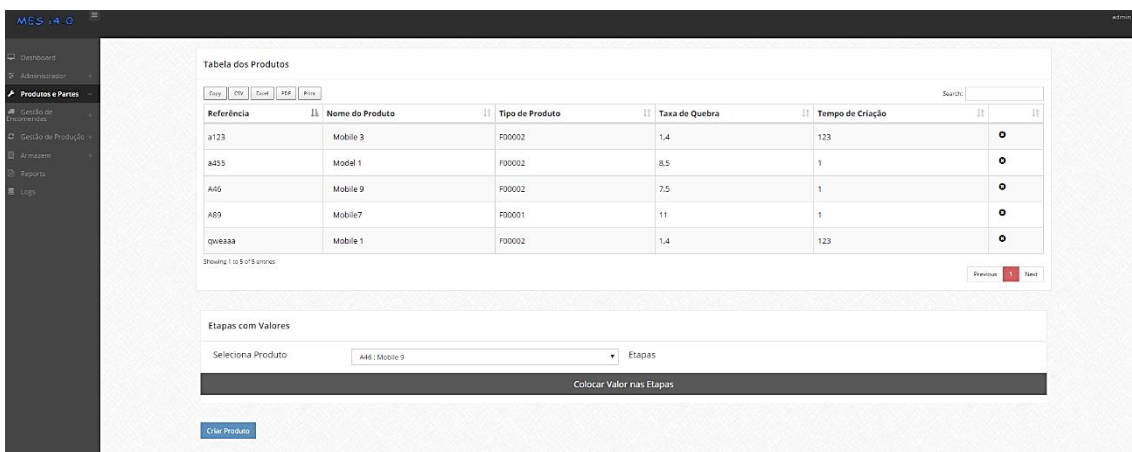 MES i4.0
admin
Dashboard
Administrador +
Produtos e Partes −
Gestão de
Encomendas +
Gestão de Produção +
Armazem +
Reports
Logs
Tabela dos Produtos
Copy CSV Excel PDF Print
Search:
Referência Nome do Produto Tipo de Produto Taxa de Quebra Tempo de Criação
a123 Mobile 3 F00002 1,4 123
a455 Model 1 F00002 8,5 1
A46 Mobile 9 F00002 7,5 1
A89 Mobile7 F00001 11 1
qweaaa Mobile 1 F00002 1,4 123
Showing 1 to 5 of 5 entries
Previous 1 Next
Etapas com Valores
Seleciona Produto A46 : Mobile 9 Etapas
Colocar Valor nas Etapas
Criar Produto